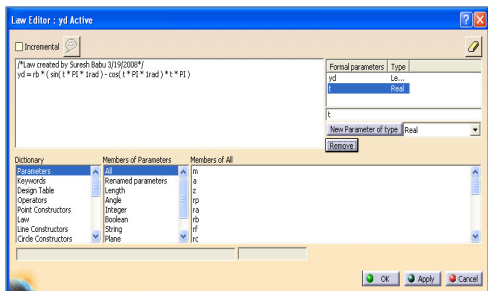 Law Editor : yd Active
Incremental
/*Law created by Suresh Babu 3/19/2008*/
yd = rb * ( sin( t * PI * 1rad ) - cos( t * PI * 1rad ) * t * PI )
Formal parameters Type
yd Le...
t Real
t
New Parameter of type Real
Remove
Dictionary Members of Parameters Members of All
Parameters All m
Keywords Renamed parameters a
Design Table Length z
Operators Angle rp
Point Constructors Integer ra
Law Boolean rb
Line Constructors String rf
Circle Constructors Plane rc
OK Apply Cancel